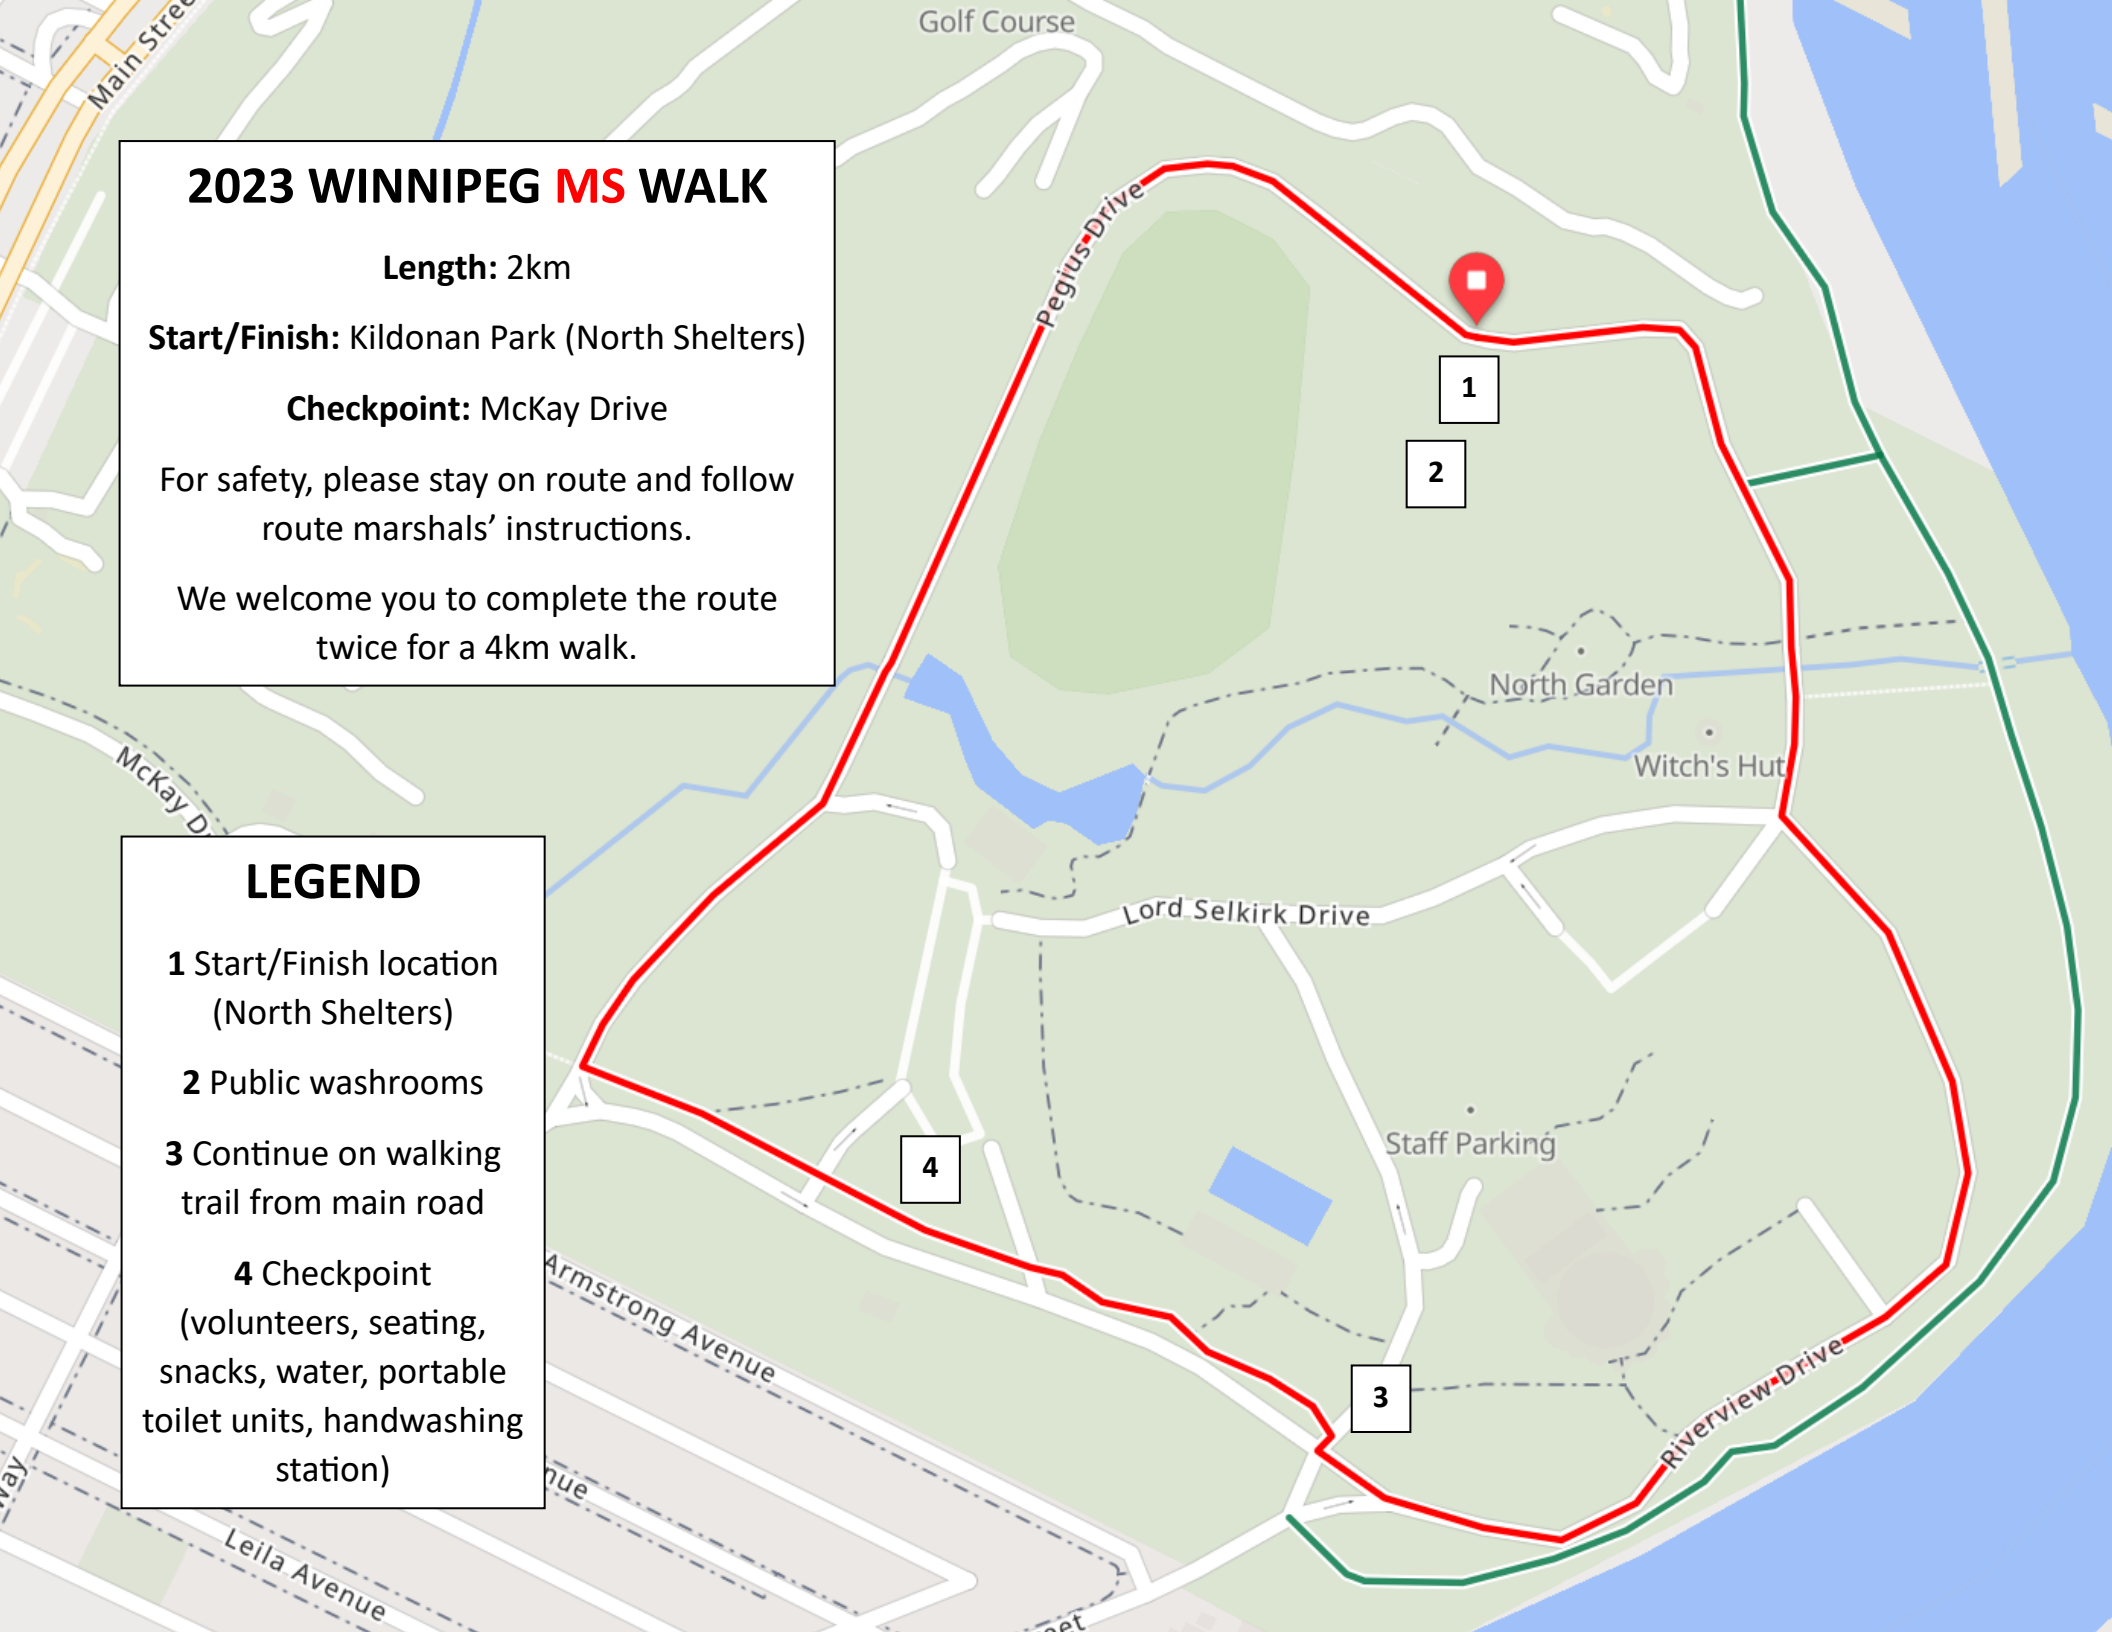 Golf Course
Main Stree
2023 WINNIPEG MS WALK
Length: 2km
Start/Finish: Kildonan Park (North Shelters)
Checkpoint: McKay Drive
For safety, please stay on route and follow
route marshals’ instructions.
We welcome you to complete the route
twice for a 4km walk.
Pegius Drive
1
2
North Garden
Witch's Hut
McKay Dr
Lord Selkirk Drive
LEGEND
1 Start/Finish location
(North Shelters)
2 Public washrooms
3 Continue on walking
trail from main road
4 Checkpoint
(volunteers, seating,
snacks, water, portable
toilet units, handwashing
station)
4
Staff Parking
Armstrong Avenue
3
Riverview Drive
nue
Way
Leila Avenue
eet